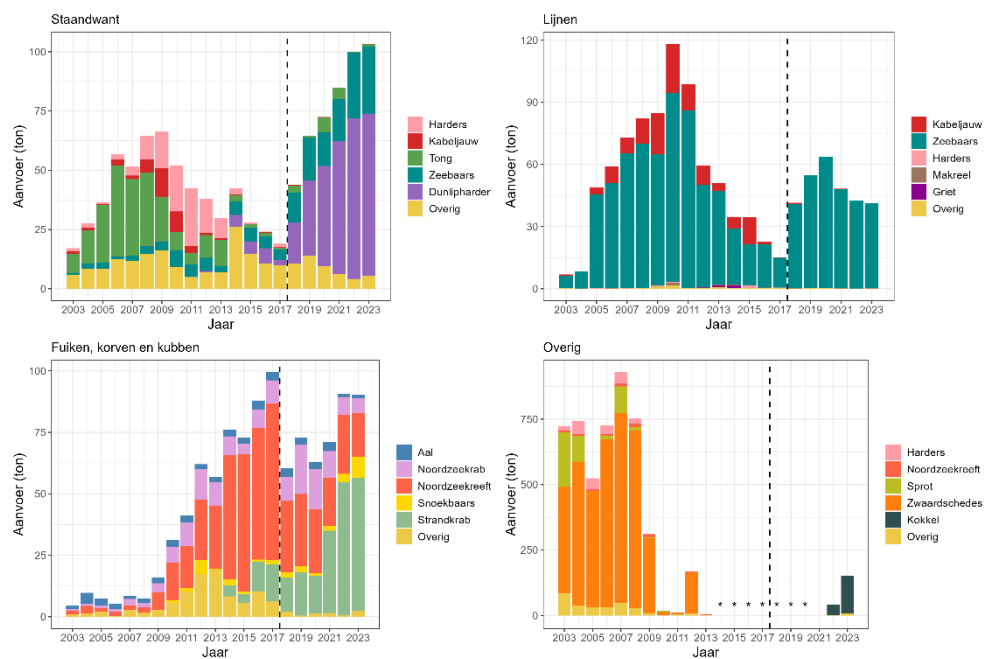 Staandwant
Aanvoer (ton)
100
75
50
25
0
2003 2005 2007 2009 2011 2013 2015 2017 2019 2021 2023
Jaar
Harders
Kabeljauw
Tong
Zeebaars
Dunlipharder
Overig
Lijnen
Aanvoer (ton)
120
90
60
30
0
2003 2005 2007 2009 2011 2013 2015 2017 2019 2021 2023
Jaar
Kabeljauw
Zeebaars
Harders
Makreel
Griet
Overig
Fuiken, korven en kubben
Aanvoer (ton)
100
75
50
25
0
2003 2005 2007 2009 2011 2013 2015 2017 2019 2021 2023
Jaar
Aal
Noordzeekrab
Noordzeekreeft
Snoekbaars
Strandkrab
Overig
Overig
Aanvoer (ton)
750
500
250
0
* * * * * * *
2003 2005 2007 2009 2011 2013 2015 2017 2019 2021 2023
Jaar
Harders
Noordzeekreeft
Sprot
Zwaardschedes
Kokkel
Overig